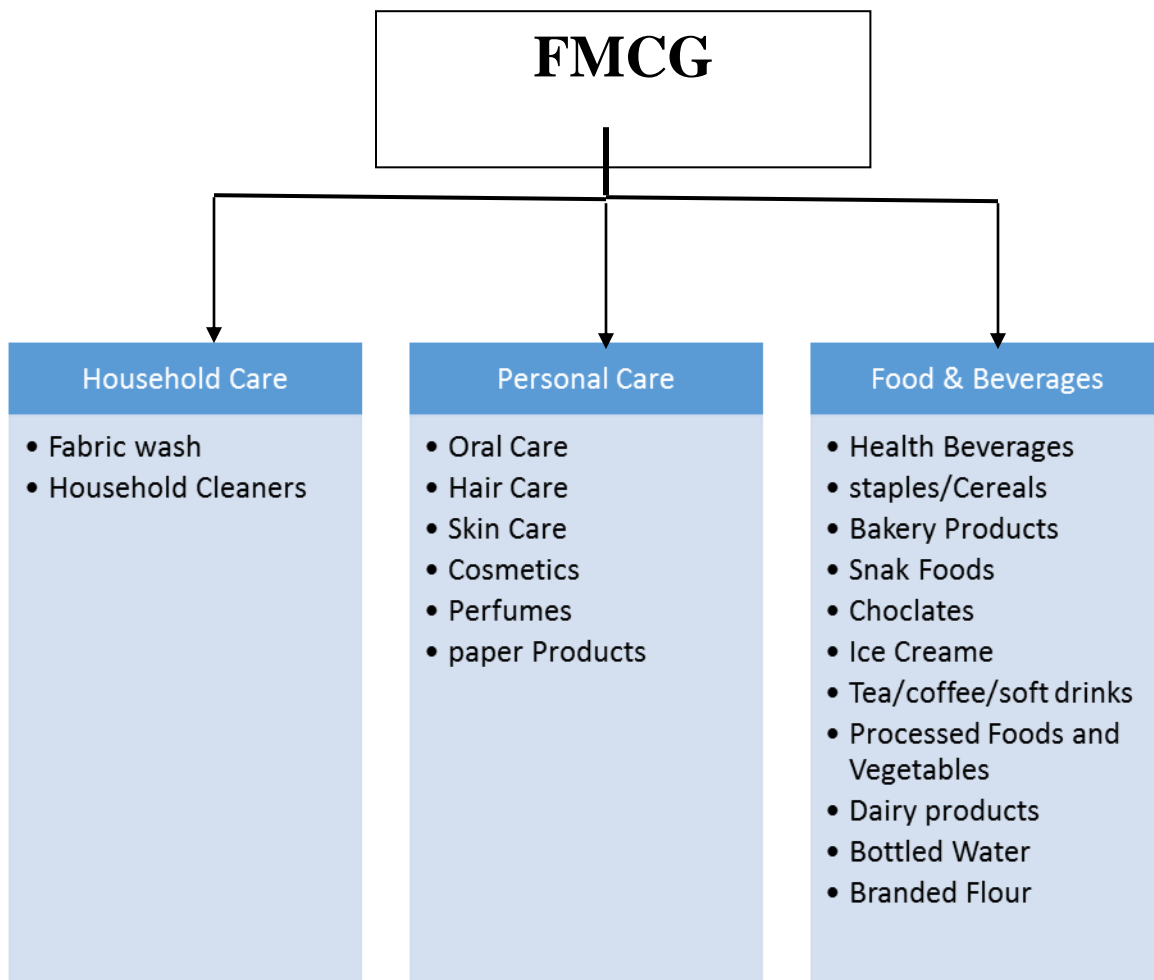 FMCG
Household Care
• Fabric wash
• Household Cleaners
Personal Care
• Oral Care
• Hair Care
• Skin Care
• Cosmetics
• Perfumes
• paper Products
Food & Beverages
• Health Beverages
• staples/Cereals
• Bakery Products
• Snak Foods
• Choclates
• Ice Creame
• Tea/coffee/soft drinks
• Processed Foods and
Vegetables
• Dairy products
• Bottled Water
• Branded Flour